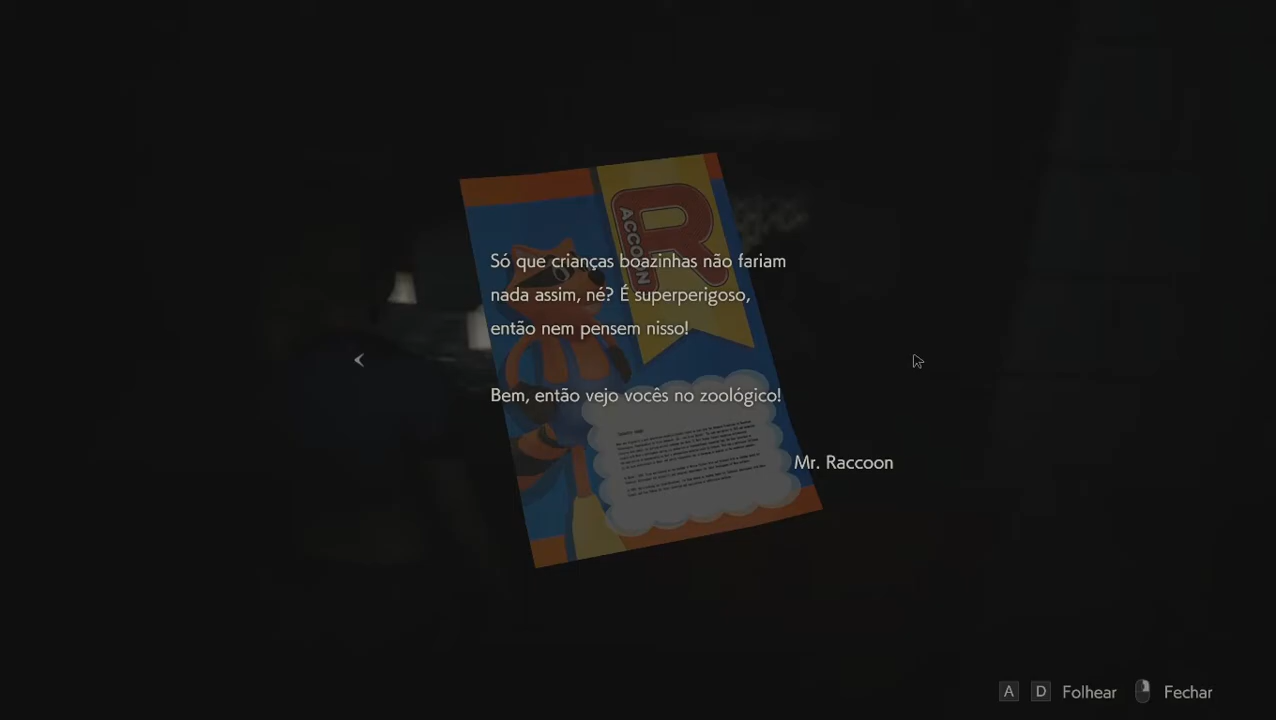 R
ACCOON
Só que crianças boazinhas não fariam
nada assim, né? É superperigoso,
então nem pensem nisso!
Bem, então vejo vocês no zoológico!
Mr. Raccoon
A D Folhear Fechar